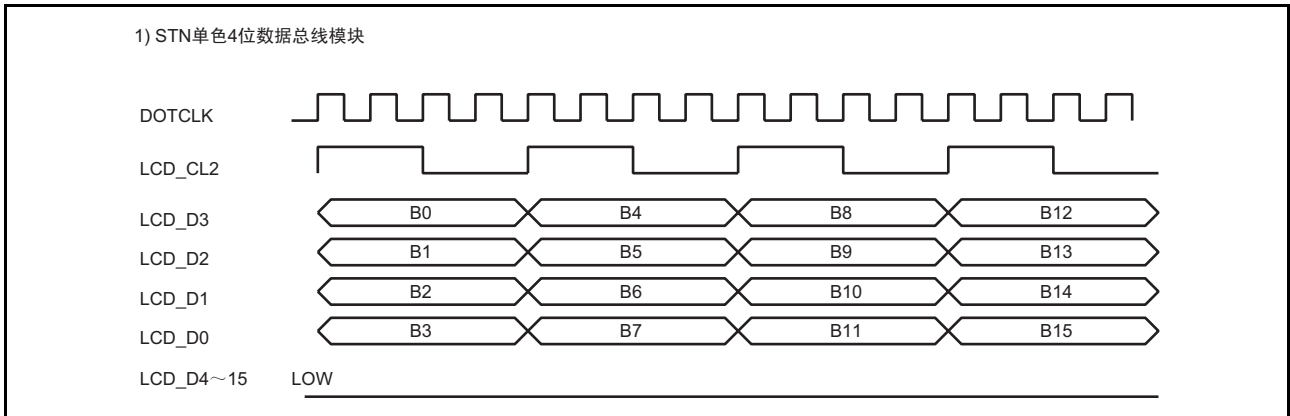 1) STN单色4位数据总线模块
DOTCLK
LCD_CL2
LCD_D3 B0 B4 B8 B12
LCD_D2 B1 B5 B9 B13
LCD_D1 B2 B6 B10 B14
LCD_D0 B3 B7 B11 B15
LCD_D4～15 LOW